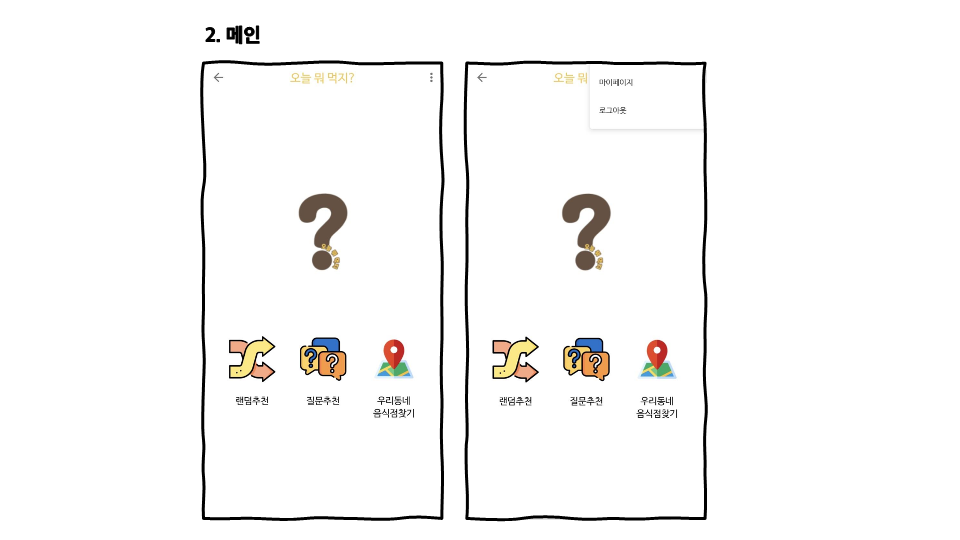 2. 메인
오늘 뭐 먹지?
랜덤추천
질문추천
우리동네
음식점찾기
오늘 뭐
마이페이지
로그아웃
랜덤추천
질문추천
우리동네
음식점찾기